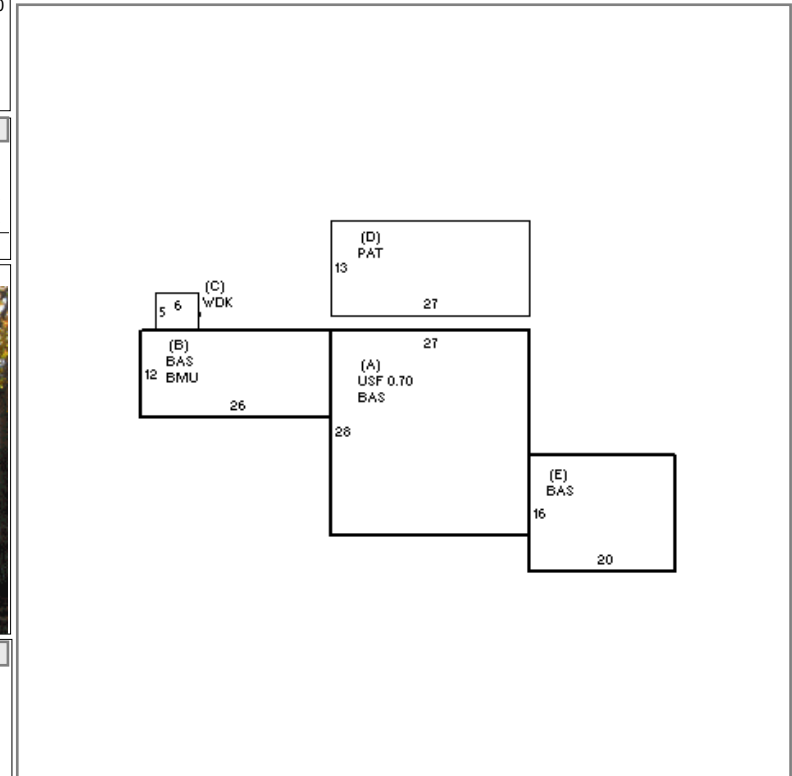 (D)
PAT
13
27
(C)
WDK
5
6
(B)
BAS
BMU
12
26
27
(A)
USF 0.70
BAS
28
(E)
BAS
16
20